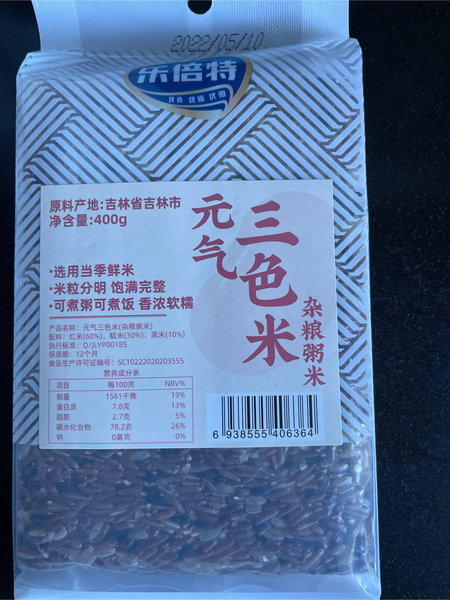 2022/05/10
乐倍特
优选 优质 优惠
原料产地:吉林省吉林市
净含量:400g
元气
三色米
杂粮粥米
·选用当季鲜米
·米粒分明 饱满完整
·可煮粥可煮饭 香浓软糯
产品名称：元气三色米(杂粮粥米)
配料：红米(60%)、糙米(30%)、黑米(10%)
执行标准：Q/JLYP0018S
保质期：12个月
食品生产许可证编号：SC10222020203555
营养成分表
项目 每100克 NRV%
能量 1561千焦 19%
蛋白质 7.8克 13%
脂肪 2.7克 5%
碳水化合物 78.2克 26%
钠 0毫克 0%
6 938555 406364